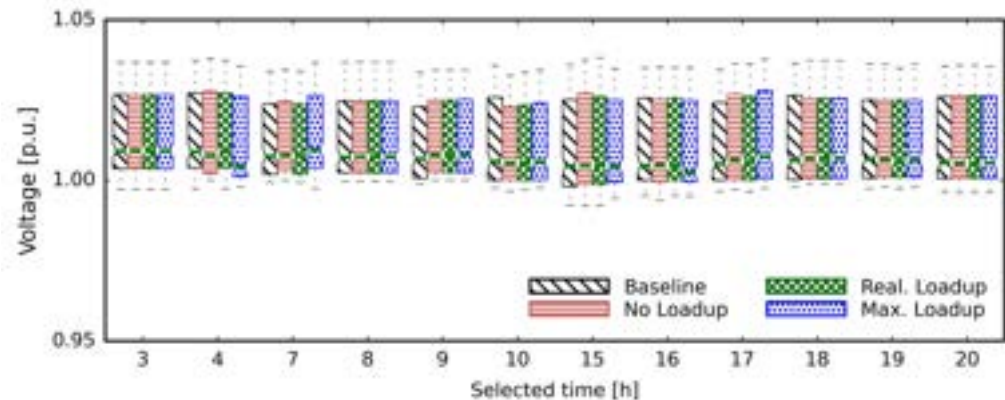 1.05
1.00
0.95
Voltage [p.u.]
Baseline
No Loadup
Real. Loadup
Max. Loadup
3 4 7 8 9 10 15 16 17 18 19 20
Selected time [h]